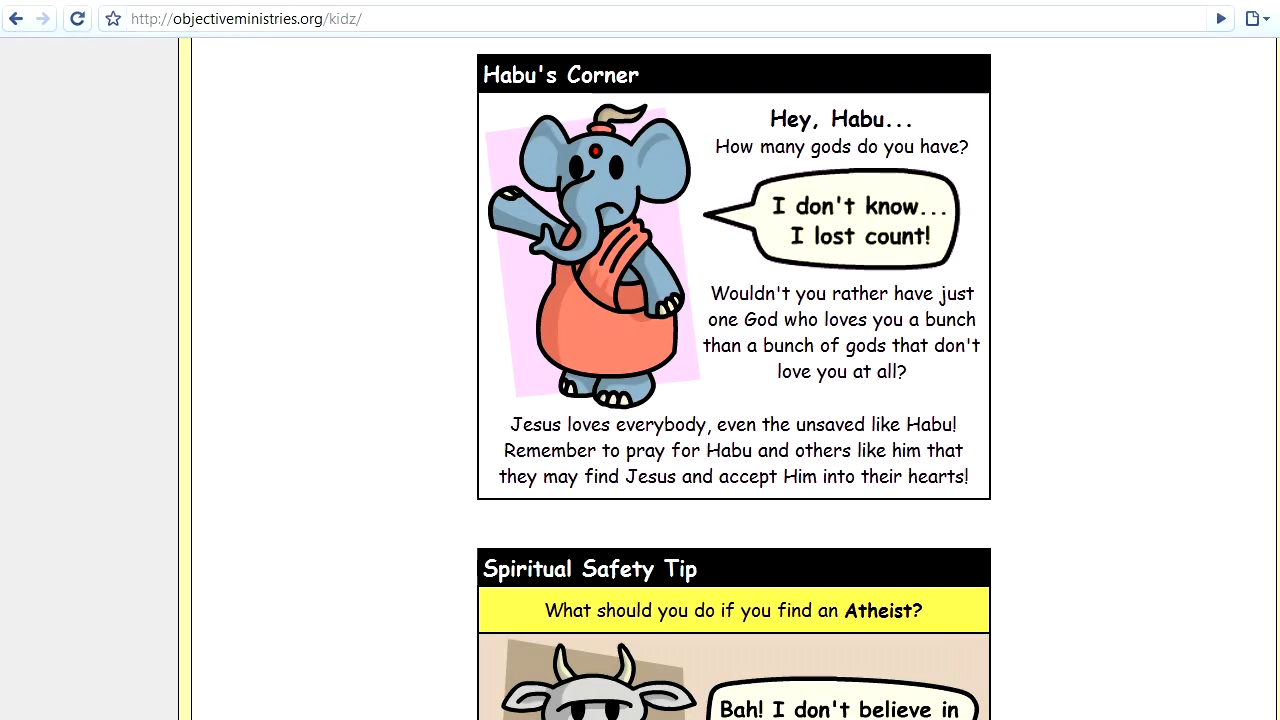 http://objectiveministries.org/kidz/
Habu's Corner
Hey, Habu...
How many gods do you have?
I don't know...
I lost count!
Wouldn't you rather have just
one God who loves you a bunch
than a bunch of gods that don't
love you at all?
Jesus loves everybody, even the unsaved like Habu!
Remember to pray for Habu and others like him that
they may find Jesus and accept Him into their hearts!
Spiritual Safety Tip
What should you do if you find an Atheist?
Bah! I don't believe in